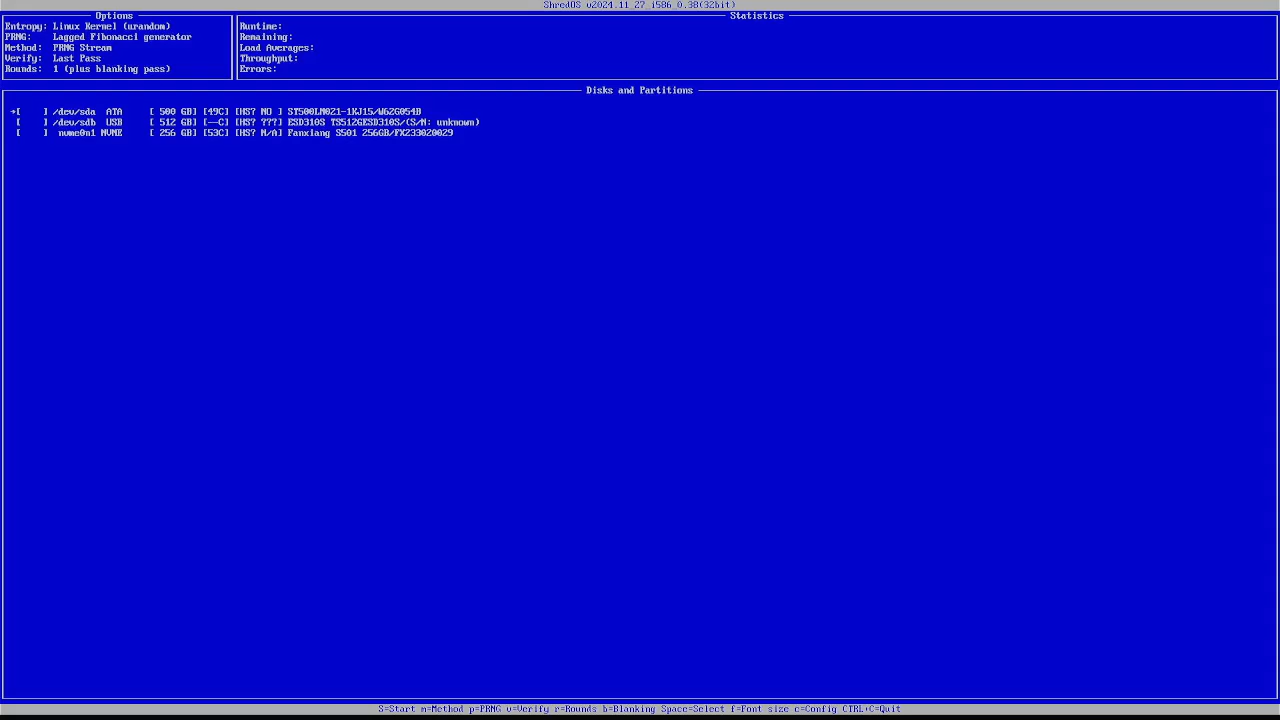 ShredOS v2024.11_27_i586_0.38(32bit)
Options
Entropy: Linux Kernel (urandom)
PRNG: Lagged Fibonacci generator
Method: PRNG Stream
Verify: Last Pass
Rounds: 1 (plus blanking pass)
Statistics
Runtime:
Remaining:
Load Averages:
Throughput:
Errors:
Disks and Partitions
→[ ] /dev/sda ATA [ 500 GB] [49C] [HS? NO ] ST500LM021-1KJ15/W62G054B
[ ] /dev/sdb USB [ 512 GB] [--C] [HS? ???] ESD310S TS512GESD310S/(S/N: unknown)
[ ] nvme0n1 NVME [ 256 GB] [53C] [HS? N/A] Fanxiang S501 256GB/FX233020029
S=Start m=Method p=PRNG v=Verify r=Rounds b=Blanking Space=Select f=Font size c=Config CTRL+C=Quit